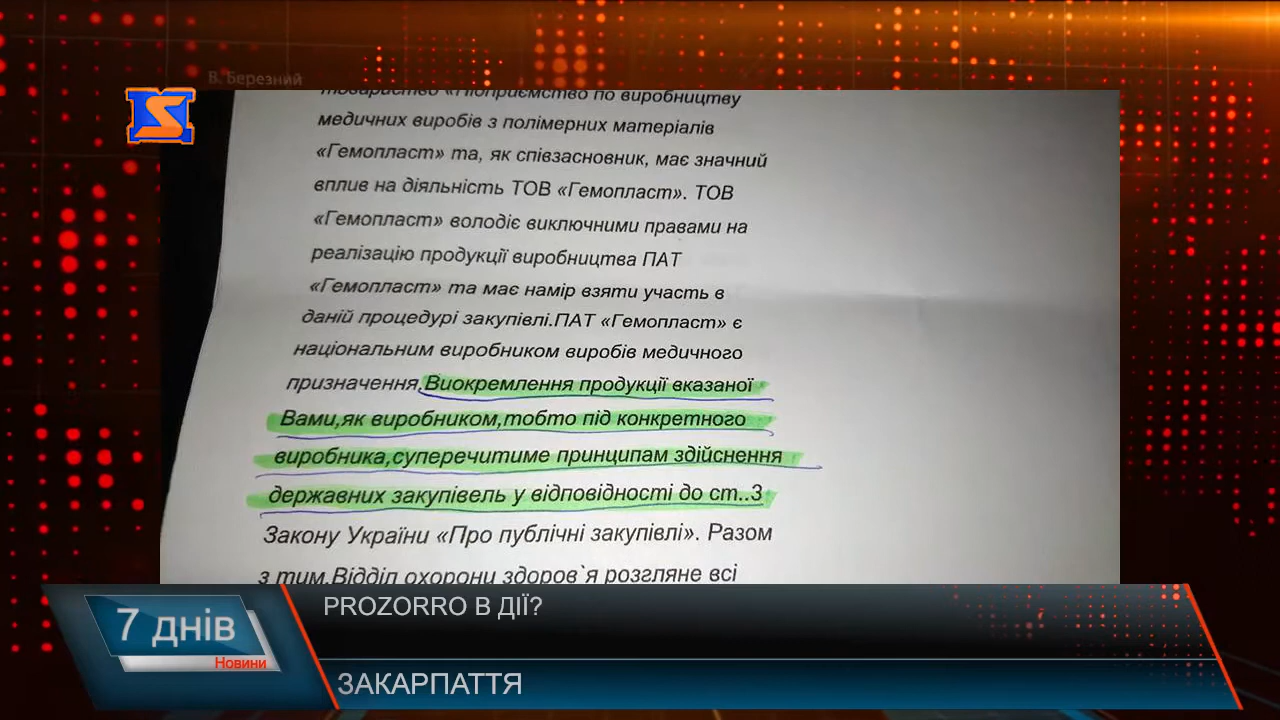 В. Березний
товариство «Підприємство по виробництву
медичних виробів з полімерних матеріалів
«Гемопласт» та, як співзасновник, має значний
вплив на діяльність ТОВ «Гемопласт». ТОВ
«Гемопласт» володіє виключними правами на
реалізацію продукції виробництва ПАТ
«Гемопласт» та має намір взяти участь в
даній процедурі закупівлі.ПАТ «Гемопласт» є
національним виробником виробів медичного
призначення,Виокремлення продукції вказаної
Вами,як виробником,тобто під конкретного
виробника,суперечитиме принципам здійснення
державних закупівель у відповідності до ст..3
Закону України «Про публічні закупівлі». Разом
з тим,Відділ охорони здоров`я розгляне всі
PROZORRO В ДІЇ?
7 днів
Новини
ЗАКАРПАТТЯ